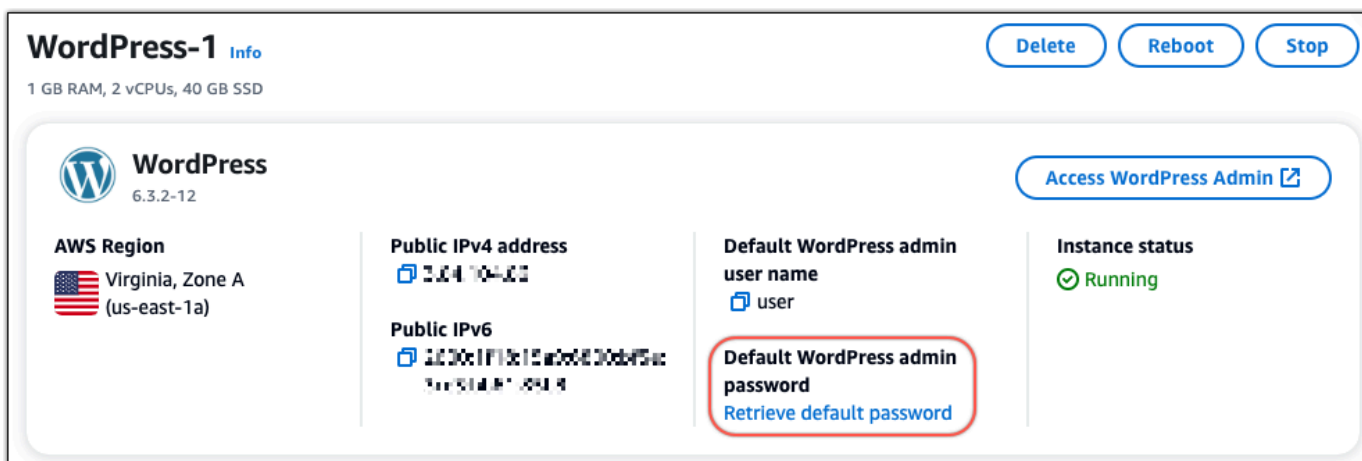 WordPress-1 Info
Delete
Reboot
Stop
1 GB RAM, 2 vCPUs, 40 GB SSD
WordPress
6.3.2-12
Access WordPress Admin
AWS Region
Virginia, Zone A
(us-east-1a)
Public IPv4 address
Public IPv6
Default WordPress admin
user name
user
Default WordPress admin
password
Retrieve default password
Instance status
Running